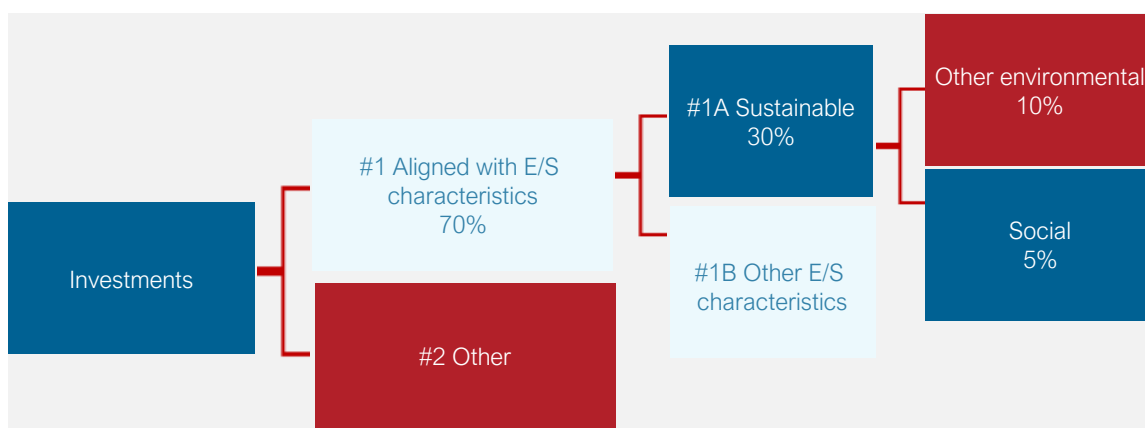 Investments
#1 Aligned with E/S
characteristics
70%
#2 Other
#1A Sustainable
30%
#1B Other E/S
characteristics
Other environmental
10%
Social
5%